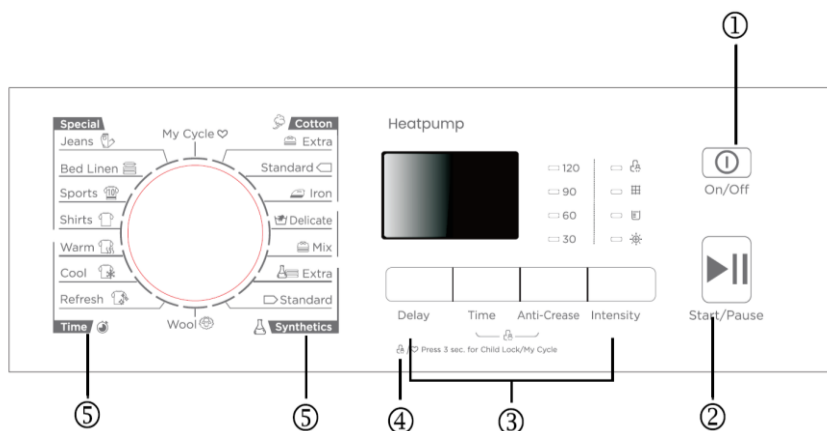 ①
Special
My Cycle
Cotton
Jeans
Extra
Bed Linen
Standard
Sports
Iron
Shirts
Delicate
Warm
Mix
Cool
Extra
Refresh
Standard
Time
Wool
Synthetics
Heatpump
120
90
60
30
On/Off
Delay Time Anti-Crease Intensity
Start/Pause
/ Press 3 sec. for Child Lock/My Cycle
⑤ ⑤ ④ ③ ②